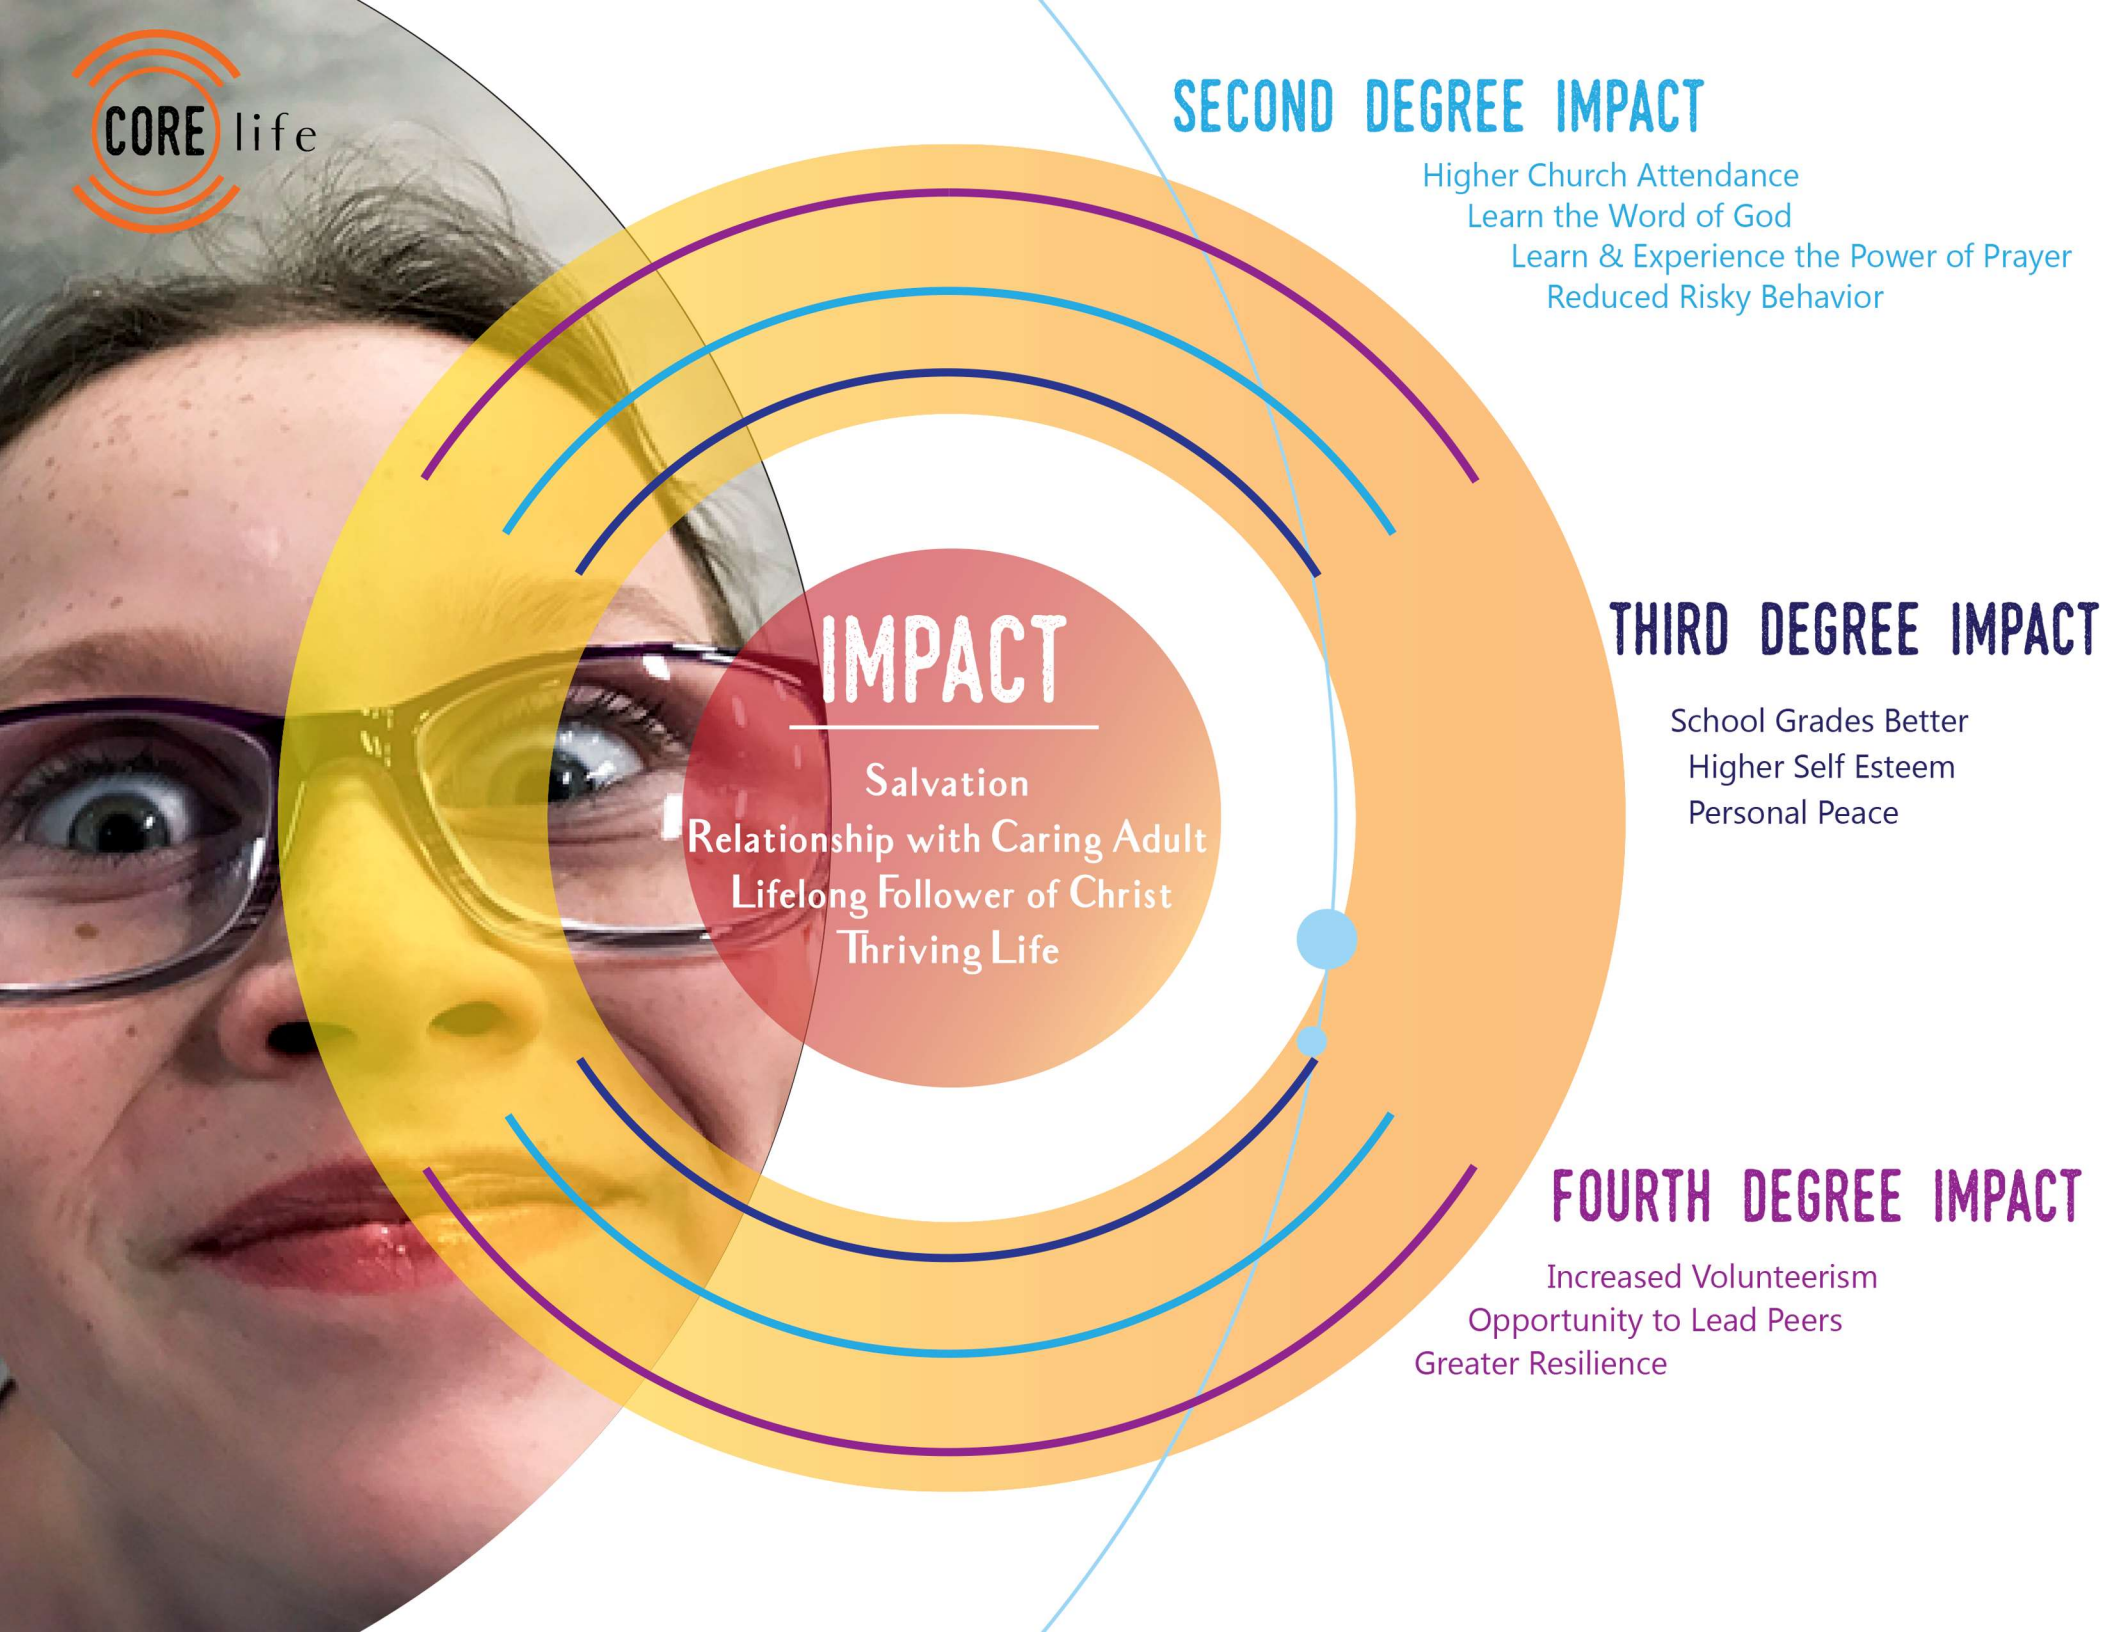 CORE life
SECOND DEGREE IMPACT
Higher Church Attendance
Learn the Word of God
Learn & Experience the Power of Prayer
Reduced Risky Behavior
IMPACT
Salvation
Relationship with Caring Adult
Lifelong Follower of Christ
Thriving Life
THIRD DEGREE IMPACT
School Grades Better
Higher Self Esteem
Personal Peace
FOURTH DEGREE IMPACT
Increased Volunteerism
Opportunity to Lead Peers
Greater Resilience